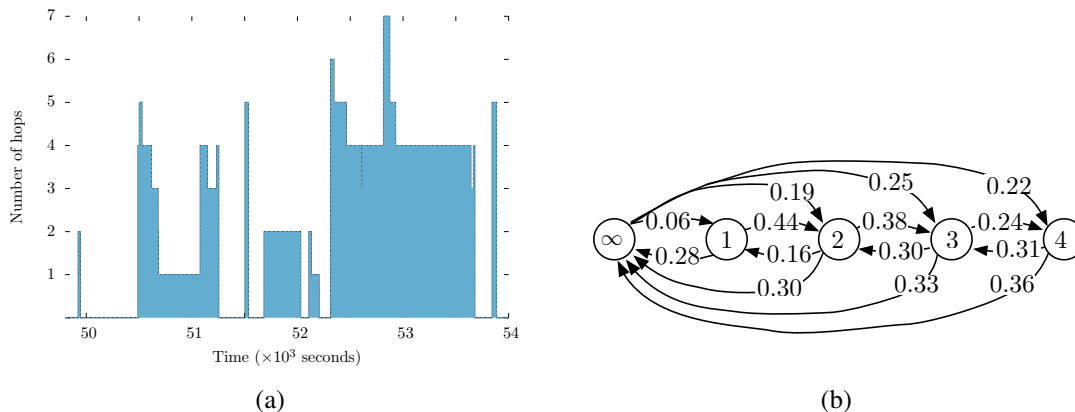 7
6
5
4
3
2
1
Number of hops
50 51 52 53 54
Time (×10³ seconds)
(a)
0.22
0.25
0.19
0.06 0.44 0.38 0.24
∞ 1 2 3 4
0.28 0.16 0.30 0.31
0.30 0.33 0.36
(b)